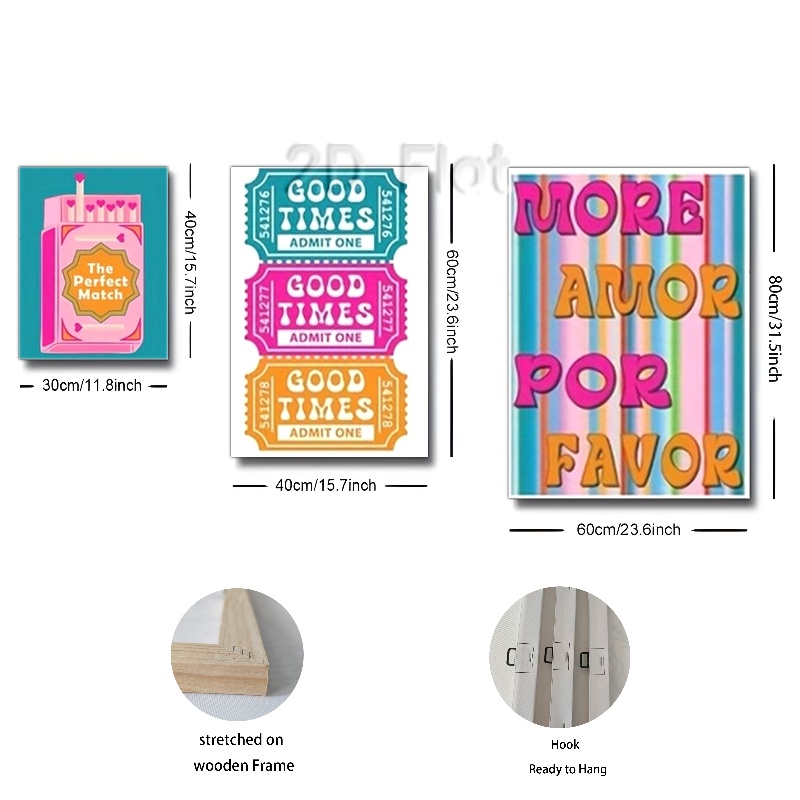 2D Flat
The
Perfect
Match
40cm/15.7inch
30cm/11.8inch
GOOD
TIMES
ADMIT ONE
541276
541276
GOOD
TIMES
ADMIT ONE
541277
541277
GOOD
TIMES
ADMIT ONE
541278
541278
60cm/23.6inch
40cm/15.7inch
MORE
AMOR
POR
FAVOR
80cm/31.5inch
60cm/23.6inch
stretched on
wooden Frame
Hook
Ready to Hang